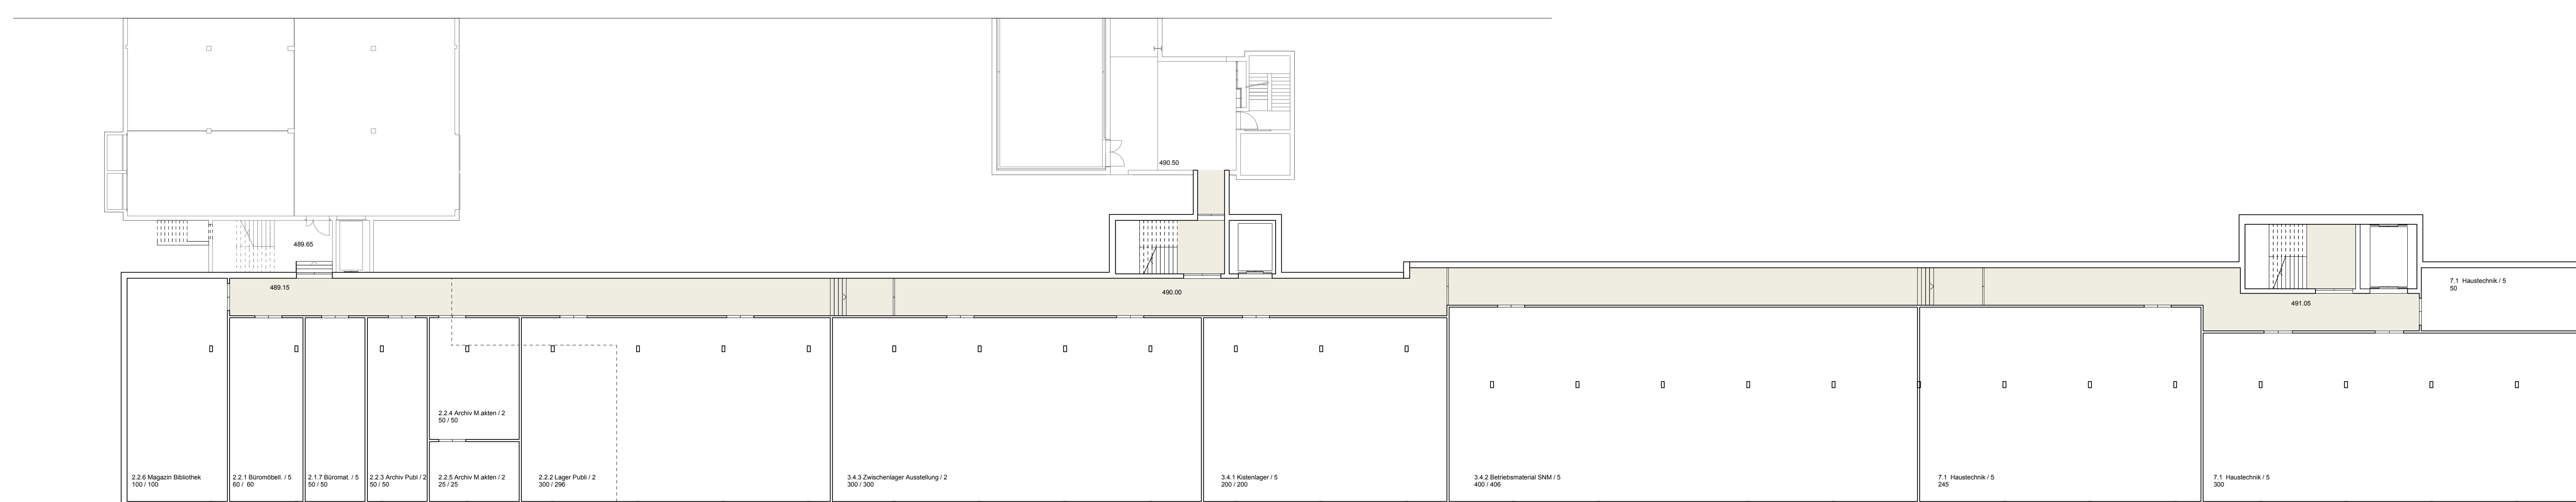 490.50
489.65
489.15
490.00
491.05
7.1 Haustechnik / 5
50
2.2.4 Archiv M.akten / 2
50 / 50
2.2.6 Magazin Bibliothek
100 / 100
2.2.1 Büromöbell. / 5
60 / 60
2.1.7 Büromat. / 5
50 / 50
2.2.3 Archiv Publ / 2
50 / 50
2.2.5 Archiv M.akten / 2
25 / 25
2.2.2 Lager Publi / 2
300 / 296
3.4.3 Zwischenlager Ausstellung / 2
300 / 300
3.4.1 Kistenlager / 5
200 / 200
3.4.2 Betriebsmaterial SNM / 5
400 / 406
7.1 Haustechnik / 5
245
7.1 Haustechnik / 5
300